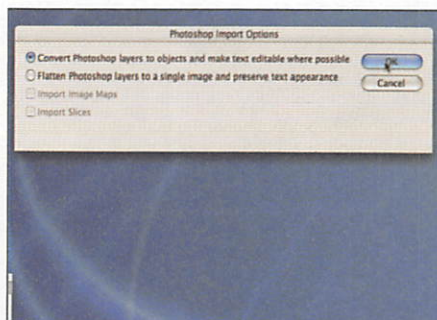 Photoshop Import Options
Convert Photoshop layers to objects and make text editable where possible
OK
Flatten Photoshop layers to a single image and preserve text appearance
Cancel
Import Image Maps
Import Slices